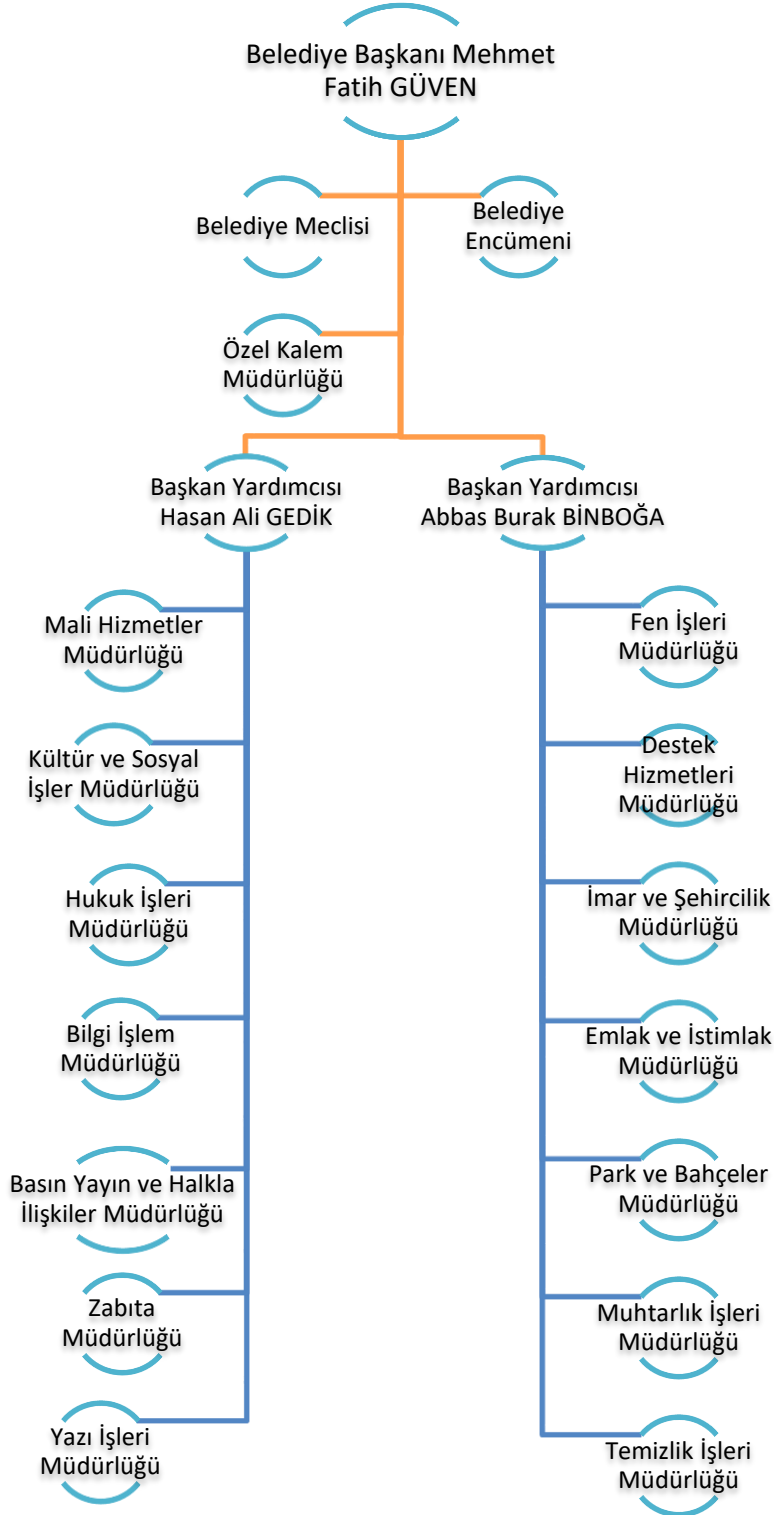 Belediye Başkanı Mehmet
Fatih GÜVEN
Belediye Meclisi
Belediye
Encümeni
Özel Kalem
Müdürlüğü
Başkan Yardımcısı
Hasan Ali GEDİK
Başkan Yardımcısı
Abbas Burak BİNBOĞA
Mali Hizmetler
Müdürlüğü
Kültür ve Sosyal
İşler Müdürlüğü
Hukuk İşleri
Müdürlüğü
Bilgi İşlem
Müdürlüğü
Basın Yayın ve Halkla
İlişkiler Müdürlüğü
Zabıta
Müdürlüğü
Yazı İşleri
Müdürlüğü
Fen İşleri
Müdürlüğü
Destek
Hizmetleri
Müdürlüğü
İmar ve Şehircilik
Müdürlüğü
Emlak ve İstimlak
Müdürlüğü
Park ve Bahçeler
Müdürlüğü
Muhtarlık İşleri
Müdürlüğü
Temizlik İşleri
Müdürlüğü